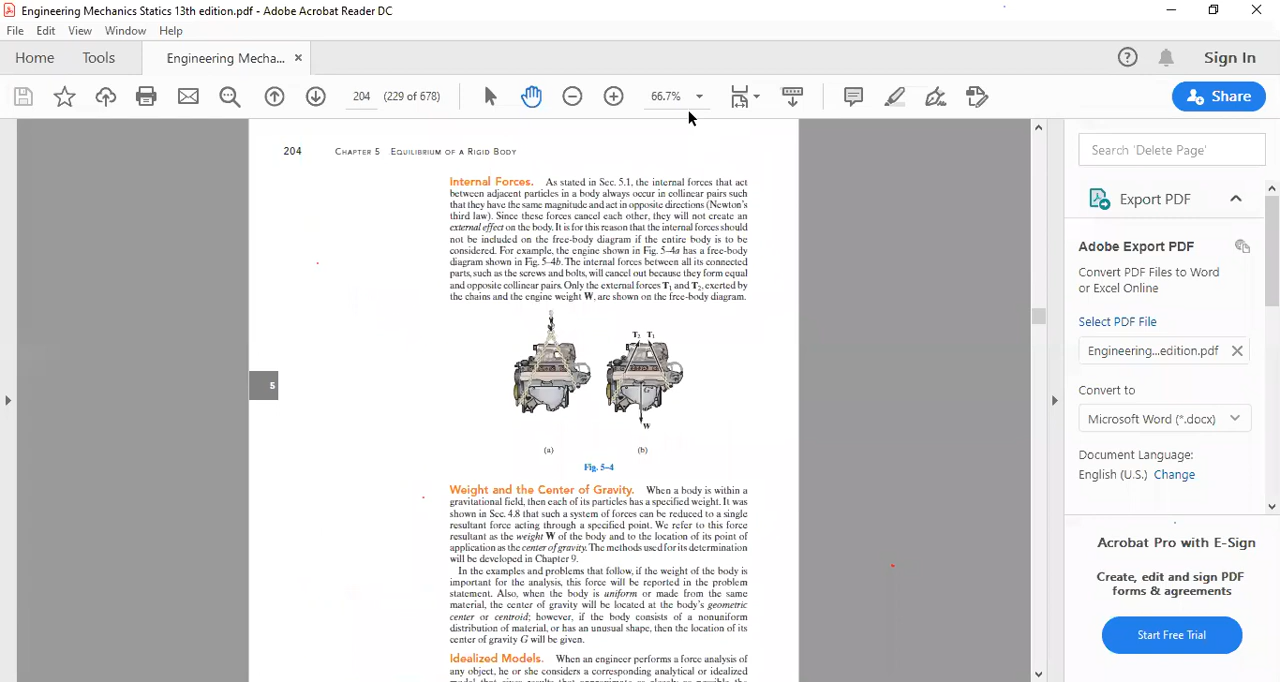 Engineering Mechanics Statics 13th edition.pdf - Adobe Acrobat Reader DC
File Edit View Window Help
Home Tools Engineering Mecha... × Sign In
204 (229 of 678) 66.7% Share
204 CHAPTER 5 EQUILIBRIUM OF A RIGID BODY
Internal Forces. As stated in Sec. 5.1, the internal forces that act
between adjacent particles in a body always occur in collinear pairs such
that they have the same magnitude and act in opposite directions (Newton's
third law). Since these forces cancel each other, they will not create an
external effect on the body. It is for this reason that the internal forces should
not be included on the free-body diagram if the entire body is to be
considered. For example, the engine shown in Fig. 5–4a has a free-body
diagram shown in Fig. 5–4b. The internal forces between all its connected
parts, such as the screws and bolts, will cancel out because they form equal
and opposite collinear pairs. Only the external forces T₁ and T₂, exerted by
the chains and the engine weight W, are shown on the free-body diagram.
T₂ T₁
5
G
W
(a) (b)
Fig. 5–4
Weight and the Center of Gravity. When a body is within a
gravitational field, then each of its particles has a specified weight. It was
shown in Sec. 4.8 that such a system of forces can be reduced to a single
resultant force acting through a specified point. We refer to this force
resultant as the weight W of the body and to the location of its point of
application as the center of gravity. The methods used for its determination
will be developed in Chapter 9.
In the examples and problems that follow, if the weight of the body is
important for the analysis, this force will be reported in the problem
statement. Also, when the body is uniform or made from the same
material, the center of gravity will be located at the body's geometric
center or centroid; however, if the body consists of a nonuniform
distribution of material, or has an unusual shape, then the location of its
center of gravity G will be given.
Idealized Models. When an engineer performs a force analysis of
any object, he or she considers a corresponding analytical or idealized
Search 'Delete Page'
Export PDF
Adobe Export PDF
Convert PDF Files to Word
or Excel Online
Select PDF File
Engineering...edition.pdf
Convert to
Microsoft Word (*.docx)
Document Language:
English (U.S.) Change
Acrobat Pro with E-Sign
Create, edit and sign PDF
forms & agreements
Start Free Trial